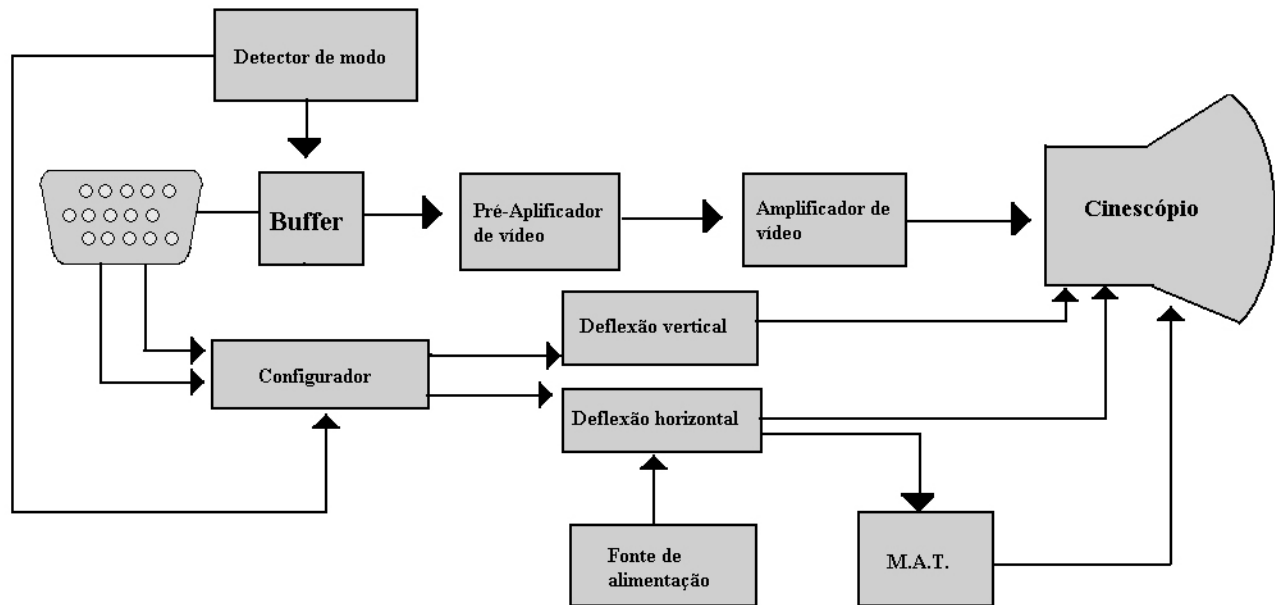 Detector de modo
Buffer
Pré-Aplificador
de vídeo
Amplificador de
vídeo
Cinescópio
Deflexão vertical
Configurador
Deflexão horizontal
Fonte de
alimentação
M.A.T.